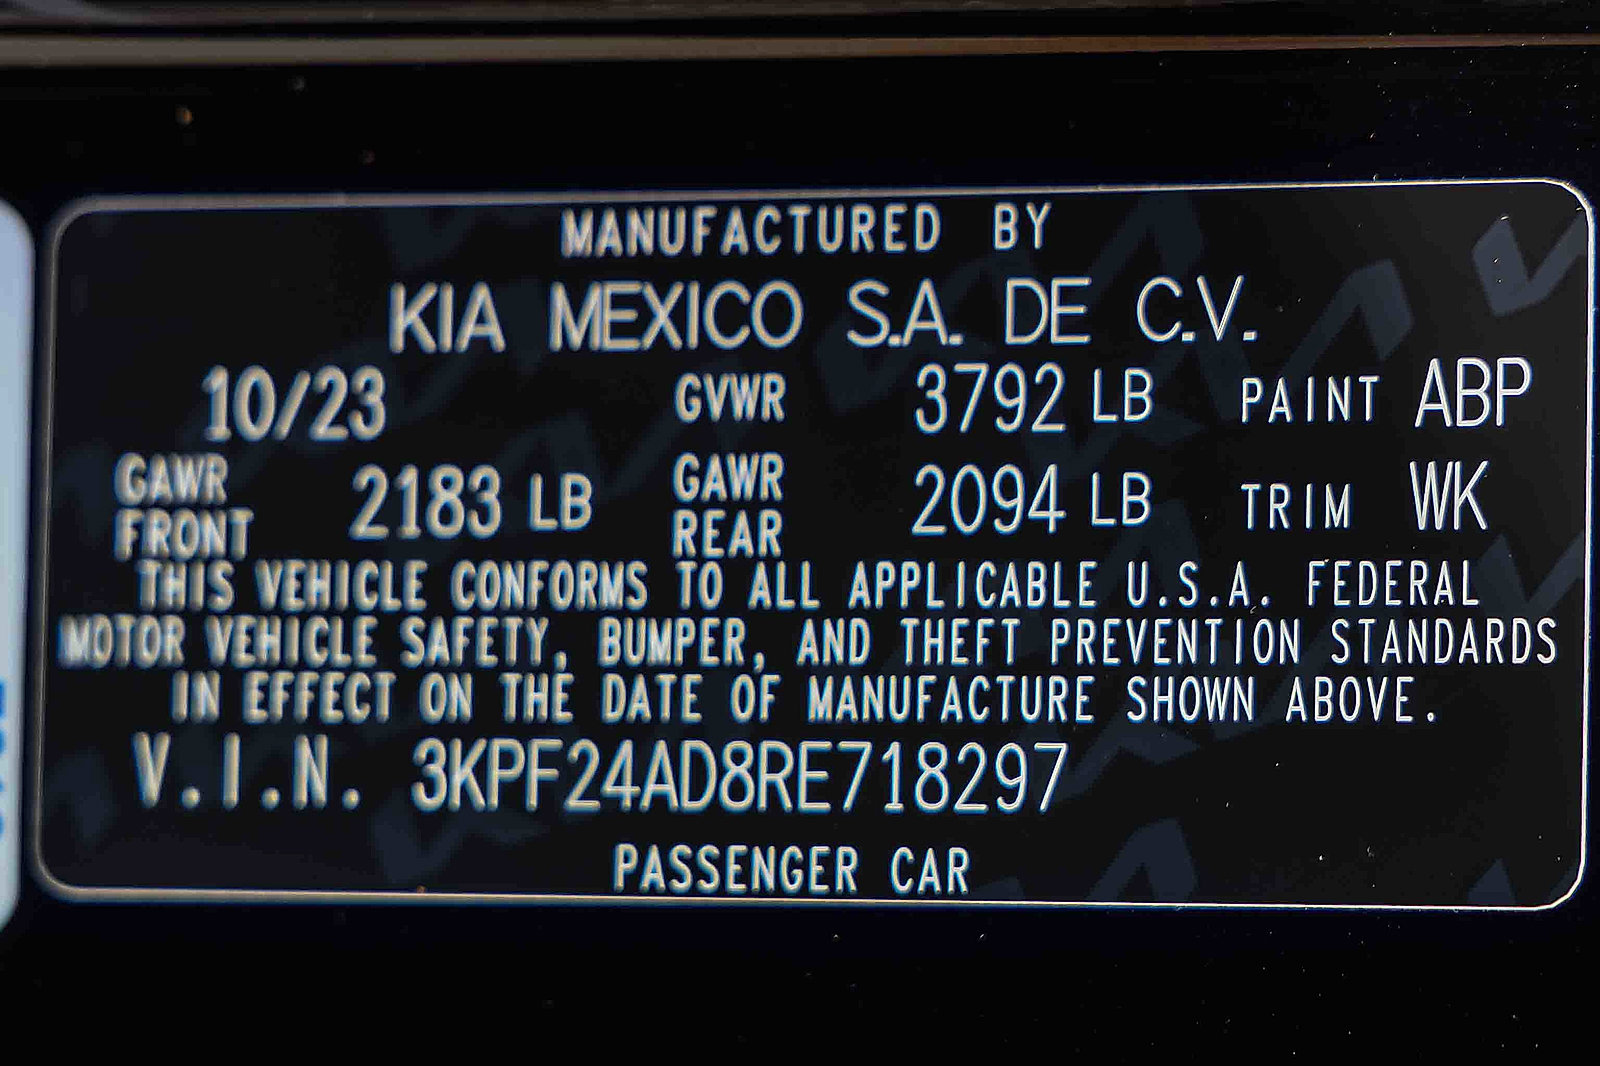 MANUFACTURED BY
KIA MEXICO S.A. DE C.V.
10/23 GVWR 3792 LB PAINT ABP
GAWR FRONT 2183 LB GAWR REAR 2094 LB TRIM WK
THIS VEHICLE CONFORMS TO ALL APPLICABLE U.S.A. FEDERAL
MOTOR VEHICLE SAFETY, BUMPER, AND THEFT PREVENTION STANDARDS
IN EFFECT ON THE DATE OF MANUFACTURE SHOWN ABOVE.
V.I.N. 3KPF24AD8RE718297
PASSENGER CAR